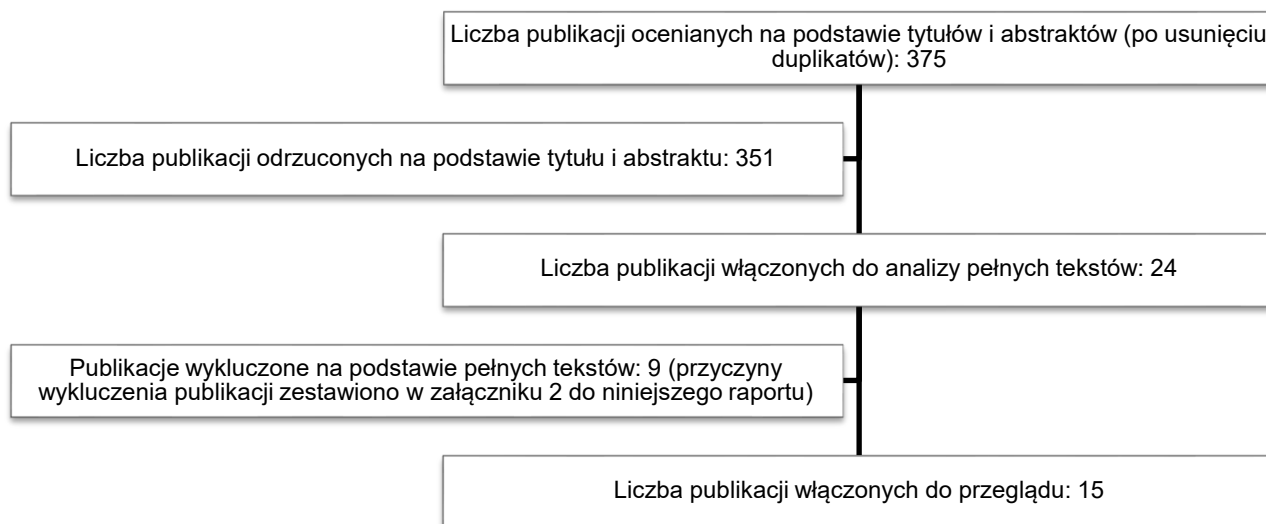 Liczba publikacji ocenianych na podstawie tytułów i abstraktów (po usunięciu
duplikatów): 375
Liczba publikacji odrzuconych na podstawie tytułu i abstraktu: 351
Liczba publikacji włączonych do analizy pełnych tekstów: 24
Publikacje wykluczone na podstawie pełnych tekstów: 9 (przyczyny
wykluczenia publikacji zestawiono w załączniku 2 do niniejszego raportu)
Liczba publikacji włączonych do przeglądu: 15